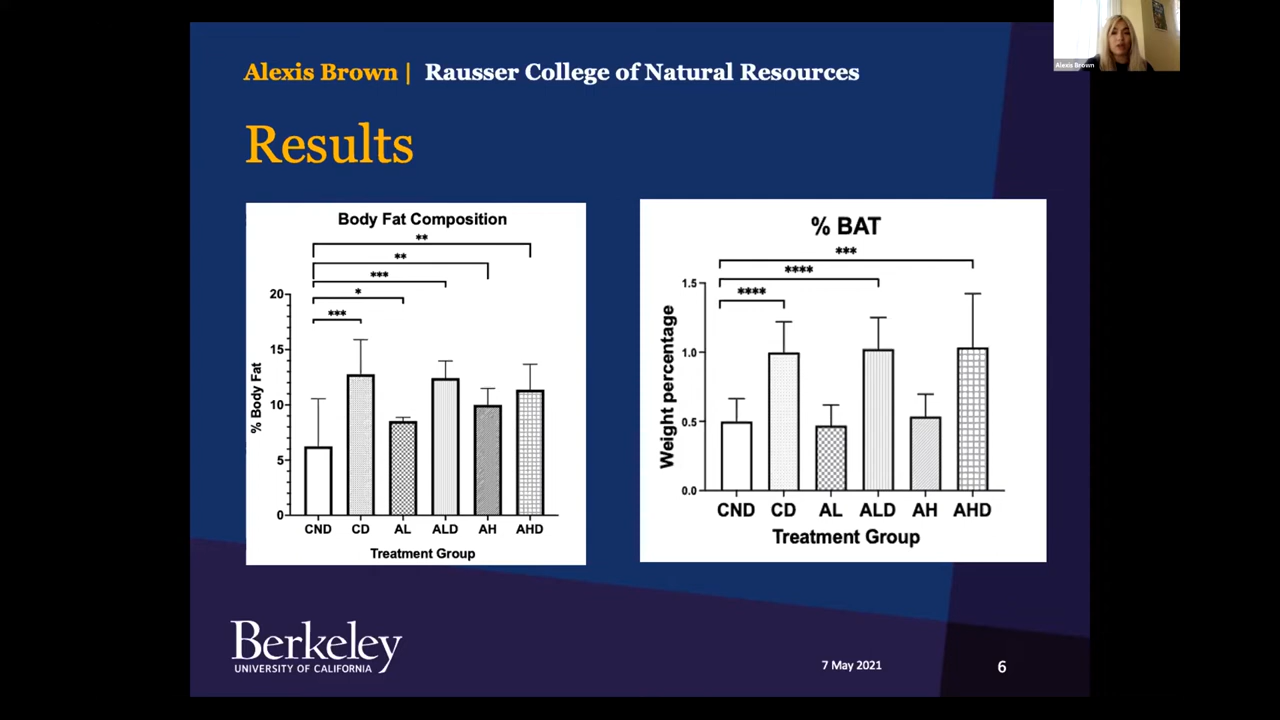 Alexis Brown | Rausser College of Natural Resources
Alexis Brown
Results
Body Fat Composition
**
**
***
*
***
20
15
10
5
0
% Body Fat
CND CD AL ALD AH AHD
Treatment Group
% BAT
***
****
****
1.5
1.0
0.5
0.0
Weight percentage
CND CD AL ALD AH AHD
Treatment Group
Berkeley
UNIVERSITY OF CALIFORNIA
7 May 2021
6